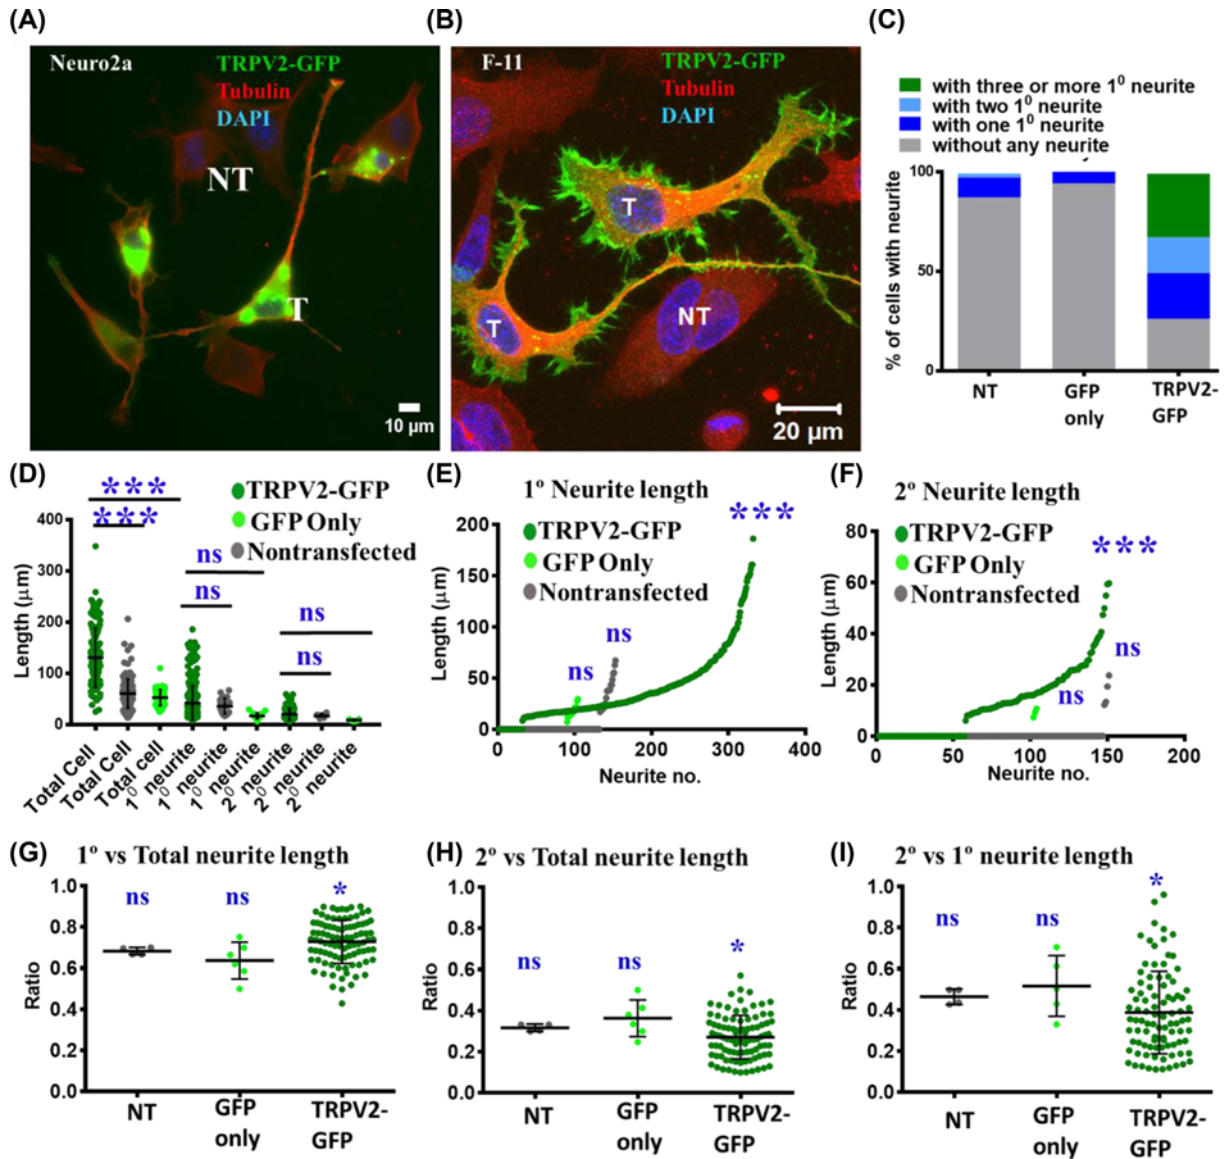 (A)
Neuro2a
TRPV2-GFP
Tubulin
DAPI
NT
T
10 µm
(B)
F-11
TRPV2-GFP
Tubulin
DAPI
T
T
NT
20 µm
(C)
with three or more 1⁰ neurite
with two 1⁰ neurite
with one 1⁰ neurite
without any neurite
% of cells with neurite
100
50
0
NT
GFP only
TRPV2-GFP
(D)
TRPV2-GFP
GFP Only
Nontransfected
***
***
ns
ns
ns
ns
Length (µm)
400
300
200
100
0
Total Cell
Total Cell
Total cell
1⁰ neurite
1⁰ neurite
1⁰ neurite
2⁰ neurite
2⁰ neurite
2⁰ neurite
(E)
1° Neurite length
TRPV2-GFP
GFP Only
Nontransfected
***
ns
ns
Length (µm)
200
150
100
50
0
0
100
200
300
400
Neurite no.
(F)
2° Neurite length
TRPV2-GFP
GFP Only
Nontransfected
***
ns
ns
Length (µm)
80
60
40
20
0
0
50
100
150
200
Neurite no.
(G)
1° vs Total neurite length
ns
ns
*
Ratio
1.0
0.8
0.6
0.4
0.2
0.0
NT
GFP only
TRPV2-GFP
(H)
2° vs Total neurite length
ns
ns
*
Ratio
1.0
0.8
0.6
0.4
0.2
0.0
NT
GFP only
TRPV2-GFP
(I)
2° vs 1° neurite length
ns
ns
*
Ratio
1.0
0.8
0.6
0.4
0.2
0.0
NT
GFP only
TRPV2-GFP